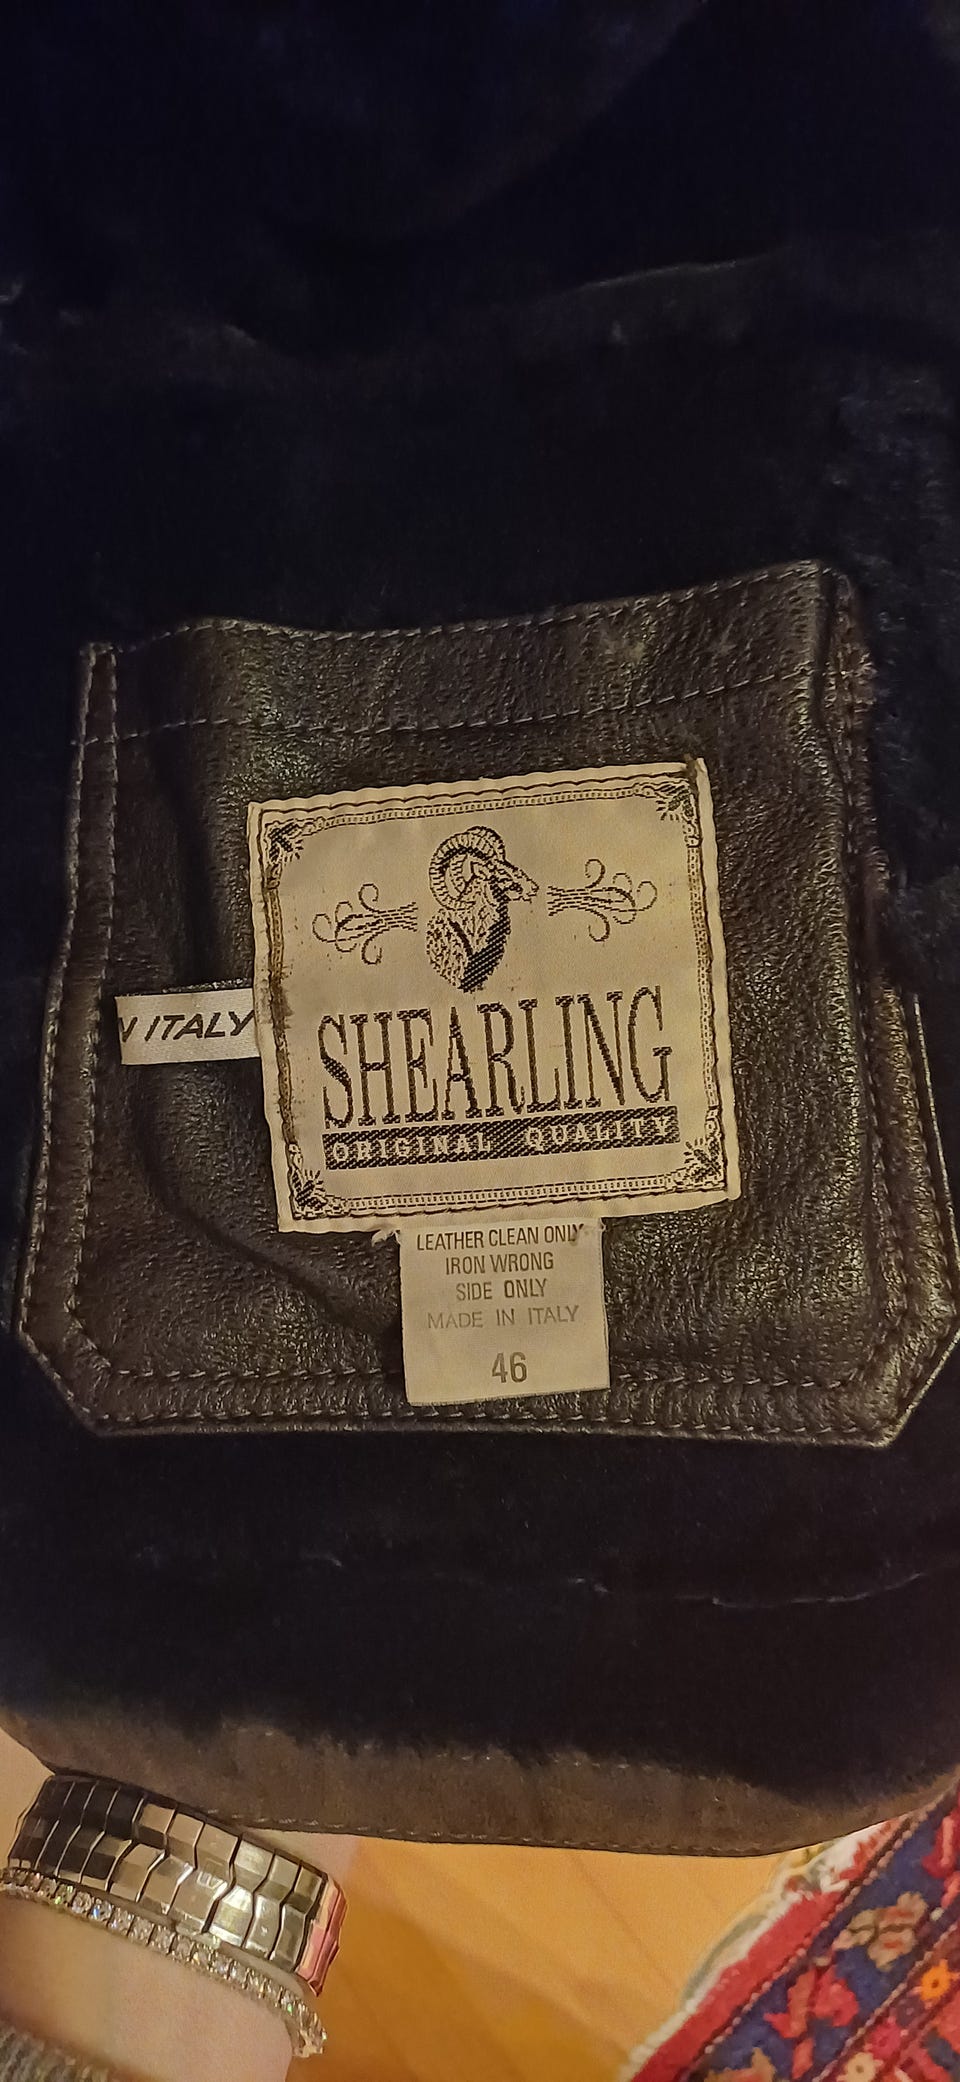 SHEARLING
ORIGINAL QUALITY
ITALY
LEATHER CLEAN ONLY
IRON WRONG
SIDE ONLY
MADE IN ITALY
46